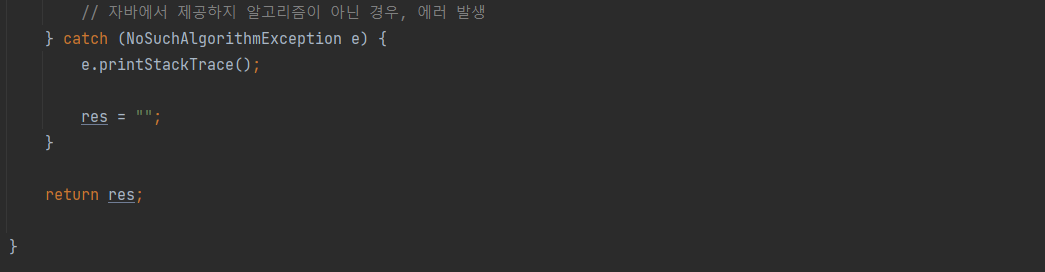 // 자바에서 제공하지 알고리즘이 아닌 경우, 에러 발생
} catch (NoSuchAlgorithmException e) {
e.printStackTrace();
res = "";
}
return res;
}